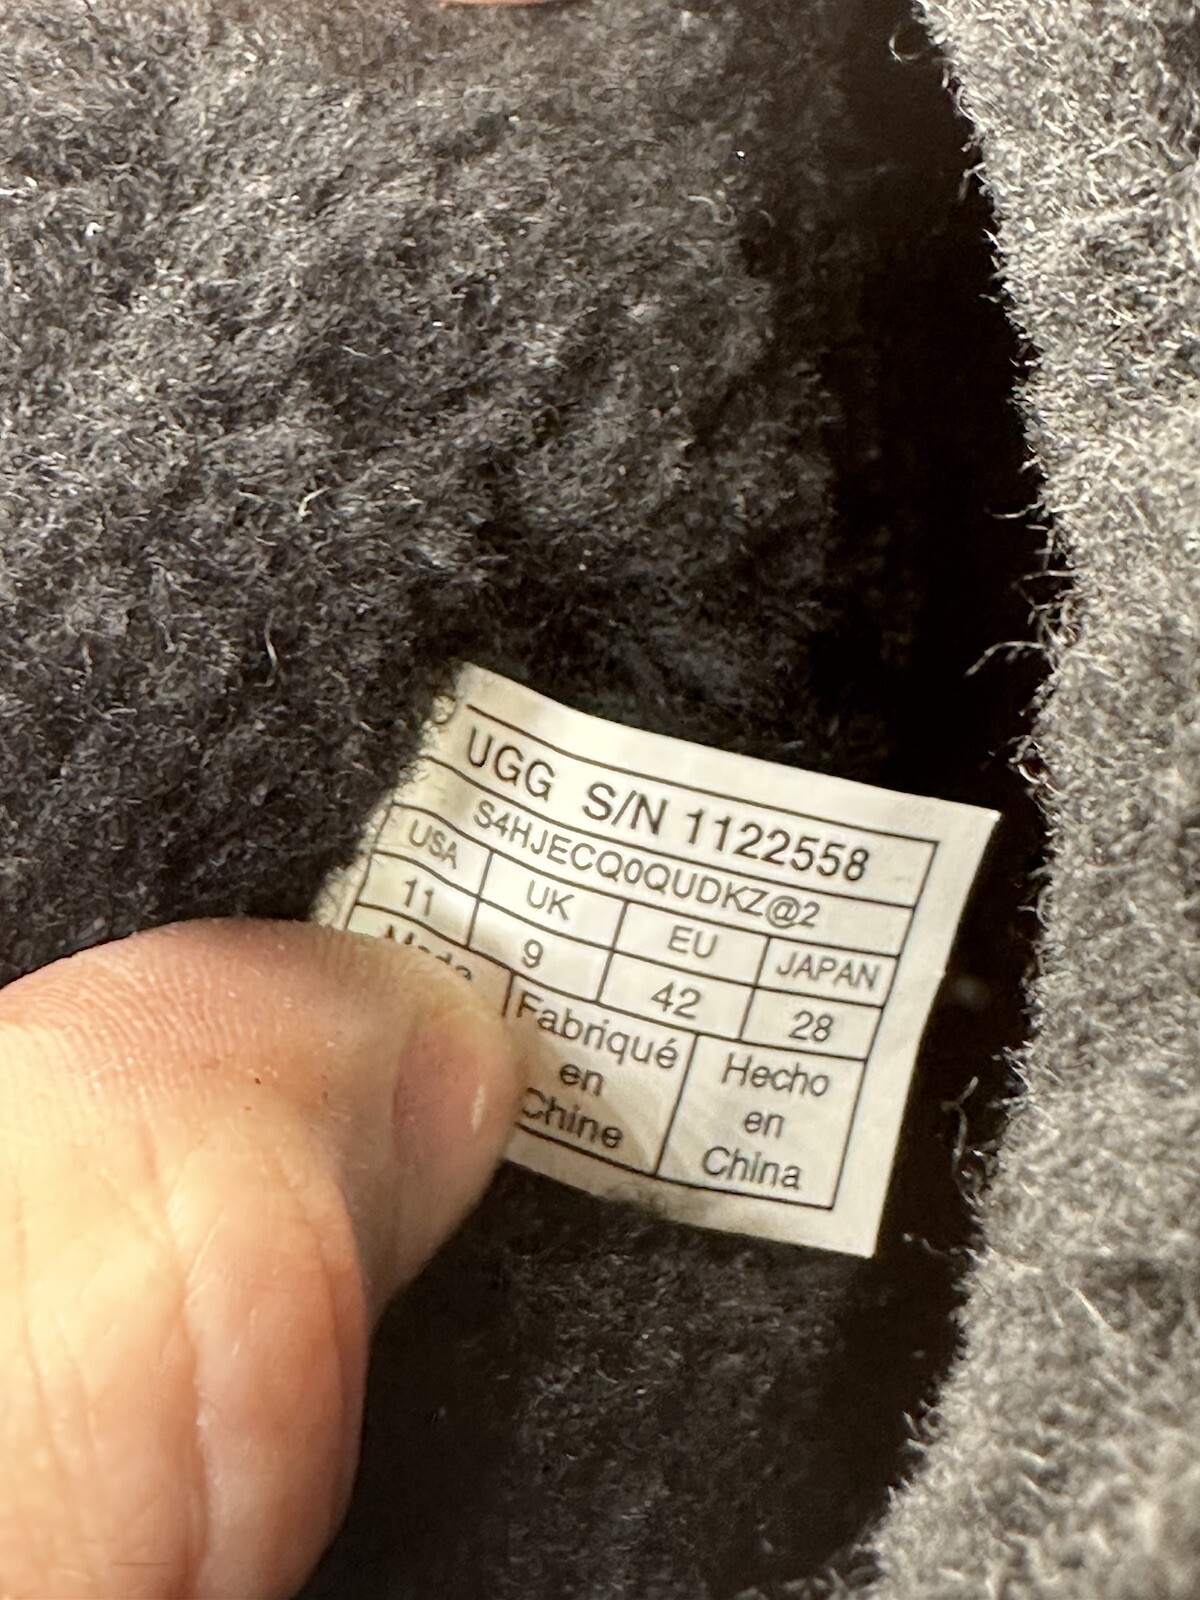 UGG S/N 1122558
S4HJECQ0QUDKZ@2
USA UK EU JAPAN
11 9 42 28
Fabriqué Hecho
en en
Chine China